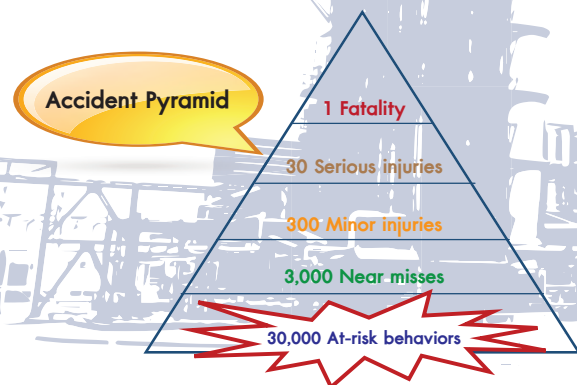 Accident Pyramid
1 Fatality
30 Serious injuries
300 Minor injuries
3,000 Near misses
30,000 At-risk behaviors